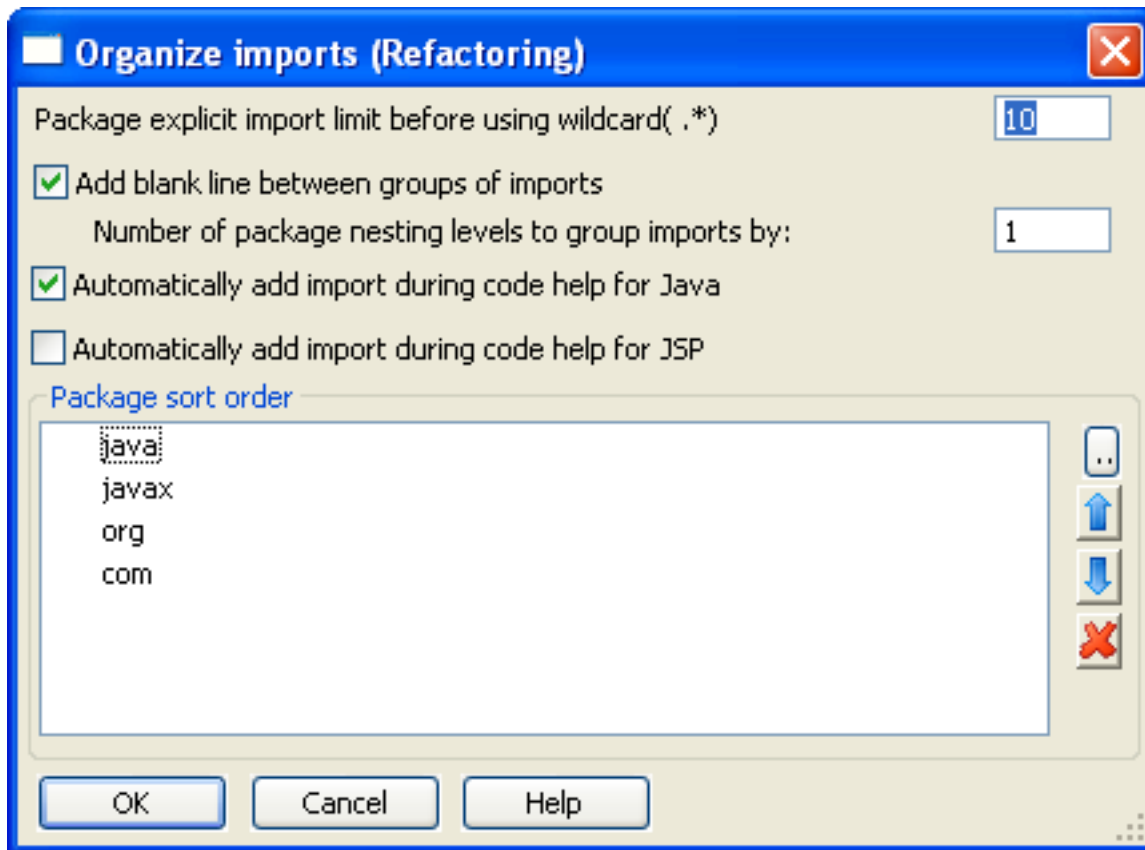 Organize imports (Refactoring)
Package explicit import limit before using wildcard( .*)
10
Add blank line between groups of imports
Number of package nesting levels to group imports by:
1
Automatically add import during code help for Java
Automatically add import during code help for JSP
Package sort order
java
..
javax
org
com
OK
Cancel
Help